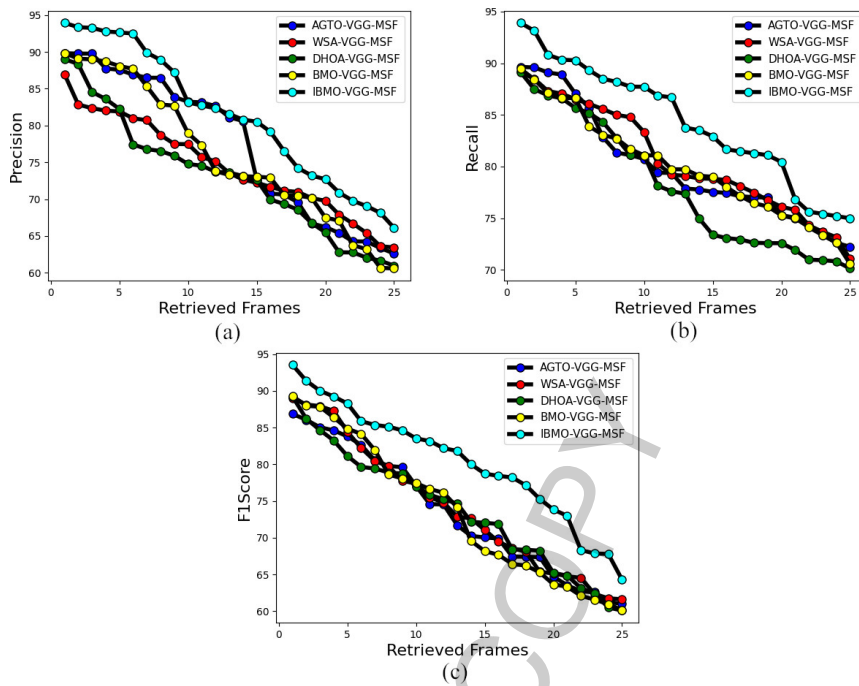 95
90
85
80
75
70
65
60
Precision
0
5
10
15
20
25
Retrieved Frames
AGTO-VGG-MSF
WSA-VGG-MSF
DHOA-VGG-MSF
BMO-VGG-MSF
IBMO-VGG-MSF
(a)
95
90
85
80
75
70
Recall
0
5
10
15
20
25
Retrieved Frames
AGTO-VGG-MSF
WSA-VGG-MSF
DHOA-VGG-MSF
BMO-VGG-MSF
IBMO-VGG-MSF
(b)
95
90
85
80
75
70
65
60
F1Score
0
5
10
15
20
25
Retrieved Frames
AGTO-VGG-MSF
WSA-VGG-MSF
DHOA-VGG-MSF
BMO-VGG-MSF
IBMO-VGG-MSF
(c)
COPY